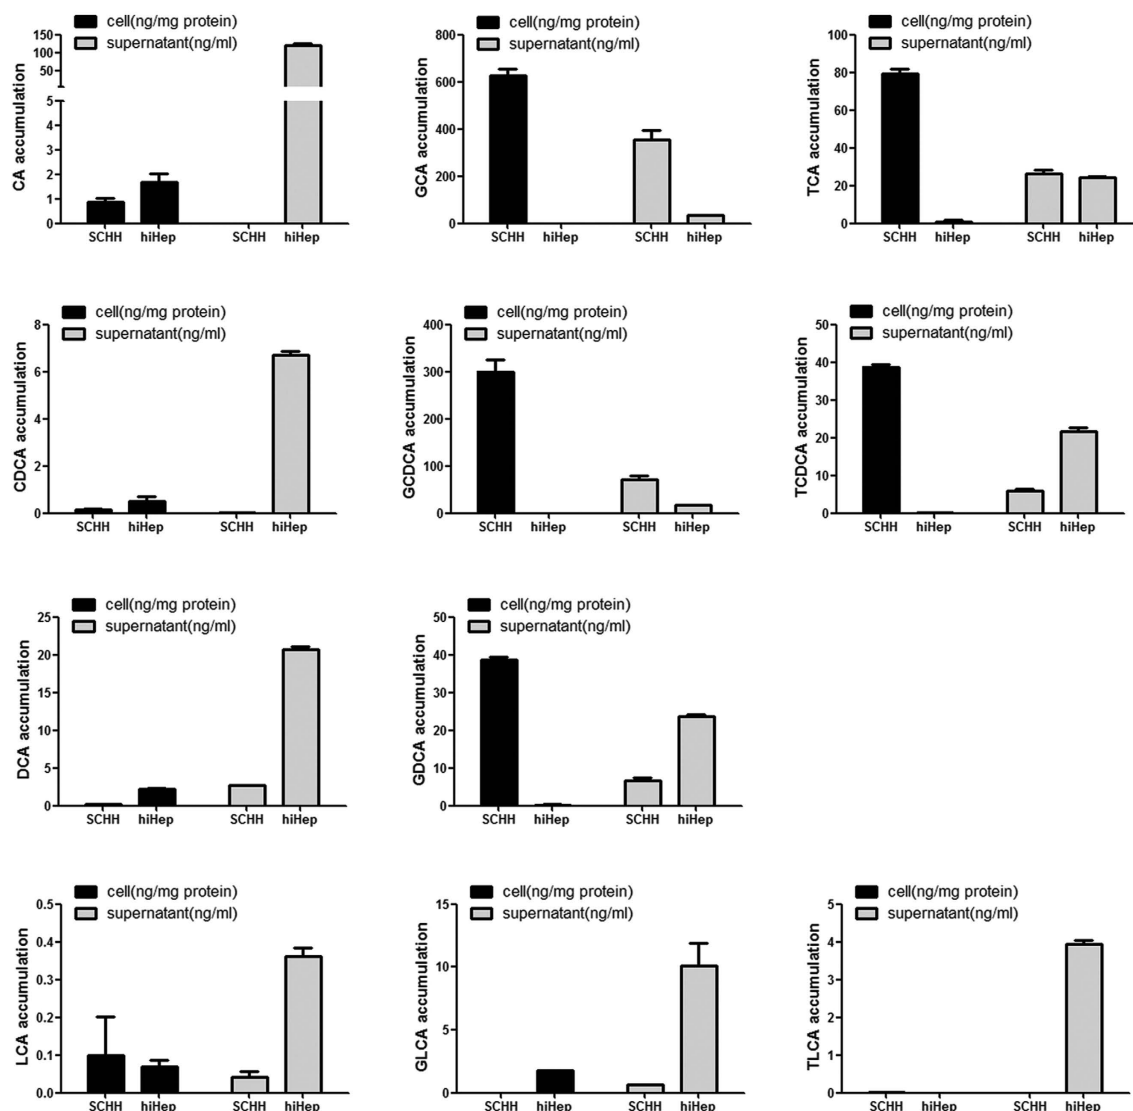 cell(ng/mg protein)
supernatant(ng/ml)
CA accumulation
150
100
50
5
4
3
2
1
0
SCHH hiHep SCHH hiHep
cell(ng/mg protein)
supernatant(ng/ml)
GCA accumulation
800
600
400
200
0
SCHH hiHep SCHH hiHep
cell(ng/mg protein)
supernatant(ng/ml)
TCA accumulation
100
80
60
40
20
0
SCHH hiHep SCHH hiHep
cell(ng/mg protein)
supernatant(ng/ml)
CDCA accumulation
8
6
4
2
0
SCHH hiHep SCHH hiHep
cell(ng/mg protein)
supernatant(ng/ml)
GCDCA accumulation
400
300
200
100
0
SCHH hiHep SCHH hiHep
cell(ng/mg protein)
supernatant(ng/ml)
TCDCA accumulation
50
40
30
20
10
0
SCHH hiHep SCHH hiHep
cell(ng/mg protein)
supernatant(ng/ml)
DCA accumulation
25
20
15
10
5
0
SCHH hiHep SCHH hiHep
cell(ng/mg protein)
supernatant(ng/ml)
GDCA accumulation
50
40
30
20
10
0
SCHH hiHep SCHH hiHep
cell(ng/mg protein)
supernatant(ng/ml)
LCA accumulation
0.5
0.4
0.3
0.2
0.1
0.0
SCHH hiHep SCHH hiHep
cell(ng/mg protein)
supernatant(ng/ml)
GLCA accumulation
15
10
5
0
SCHH hiHep SCHH hiHep
cell(ng/mg protein)
supernatant(ng/ml)
TLCA accumulation
5
4
3
2
1
0
SCHH hiHep SCHH hiHep